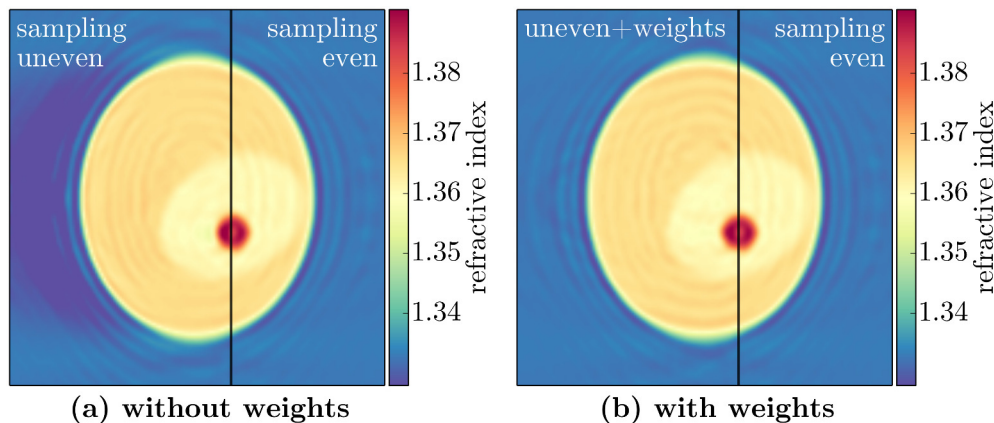 sampling
uneven
sampling
even
1.38
1.37
1.36
1.35
1.34
refractive index
(a) without weights
uneven+weights
sampling
even
1.38
1.37
1.36
1.35
1.34
refractive index
(b) with weights